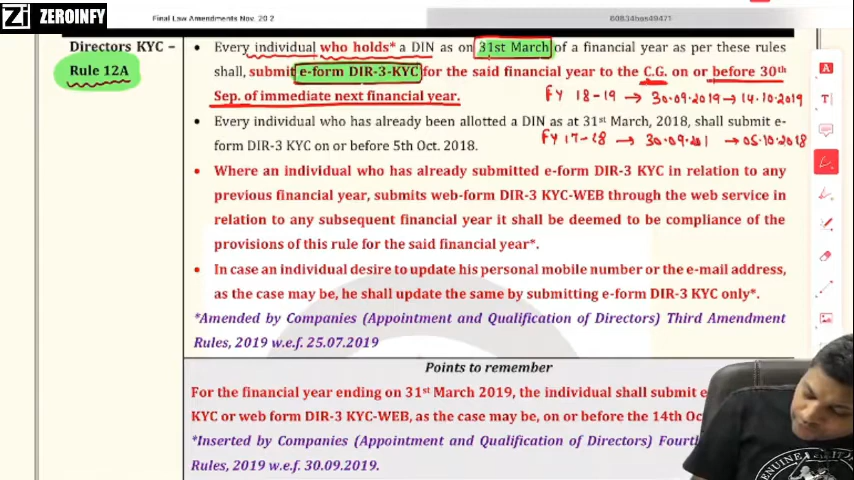 Zi ZEROINFY
Final Law Amendments Nov. 20 2
60834bos49471
Directors KYC –
Rule 12A
• Every individual who holds* a DIN as on 31st March of a financial year as per these rules
shall, submit e-form DIR-3-KYC for the said financial year to the C.G. on or before 30th
Sep. of immediate next financial year.
FY 18-19 → 30.09.2019 → 14.10.2019
• Every individual who has already been allotted a DIN as at 31st March, 2018, shall submit e-
form DIR-3 KYC on or before 5th Oct. 2018.
FY 17-18 → 30.09.201 → 05.10.2018
• Where an individual who has already submitted e-form DIR-3 KYC in relation to any
previous financial year, submits web-form DIR-3 KYC-WEB through the web service in
relation to any subsequent financial year it shall be deemed to be compliance of the
provisions of this rule for the said financial year*.
• In case an individual desire to update his personal mobile number or the e-mail address,
as the case may be, he shall update the same by submitting e-form DIR-3 KYC only*.
*Amended by Companies (Appointment and Qualification of Directors) Third Amendment
Rules, 2019 w.e.f. 25.07.2019
Points to remember
For the financial year ending on 31st March 2019, the individual shall submit e
KYC or web form DIR-3 KYC-WEB, as the case may be, on or before the 14th Oc
*Inserted by Companies (Appointment and Qualification of Directors) Fourt
Rules, 2019 w.e.f. 30.09.2019.